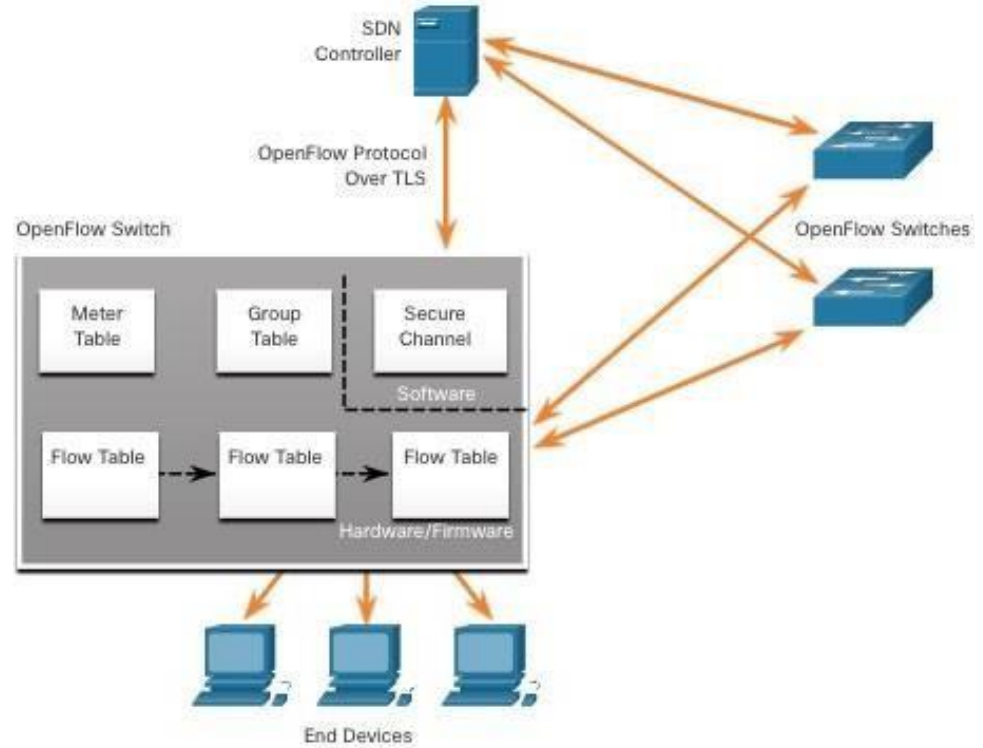 SDN
Controller
OpenFlow Protocol
Over TLS
OpenFlow Switch
OpenFlow Switches
Meter
Table
Group
Table
Secure
Channel
Software
Flow Table
Flow Table
Flow Table
Hardware/Firmware
End Devices